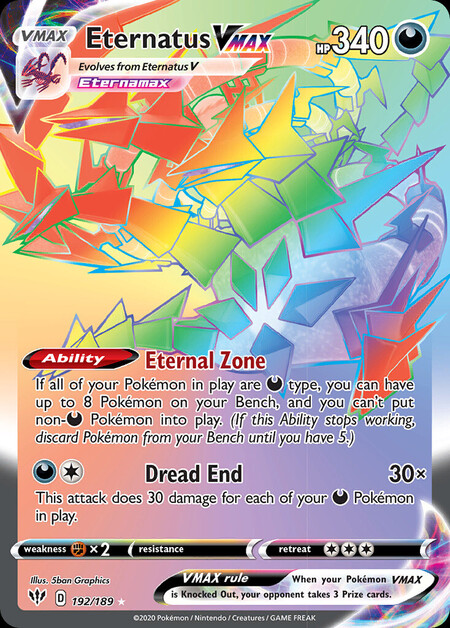 VMAX
Eternatus VMAX
HP 340
Evolves from Eternatus V
Eternamax
Ability Eternal Zone
If all of your Pokémon in play are type, you can have
up to 8 Pokémon on your Bench, and you can't put
non- Pokémon into play. (If this Ability stops working,
discard Pokémon from your Bench until you have 5.)
Dread End 30×
This attack does 30 damage for each of your Pokémon
in play.
weakness ×2 resistance retreat
Illus. 5ban Graphics
D 192/189
VMAX rule When your Pokémon VMAX
is Knocked Out, your opponent takes 3 Prize cards.
©2020 Pokémon / Nintendo / Creatures / GAME FREAK